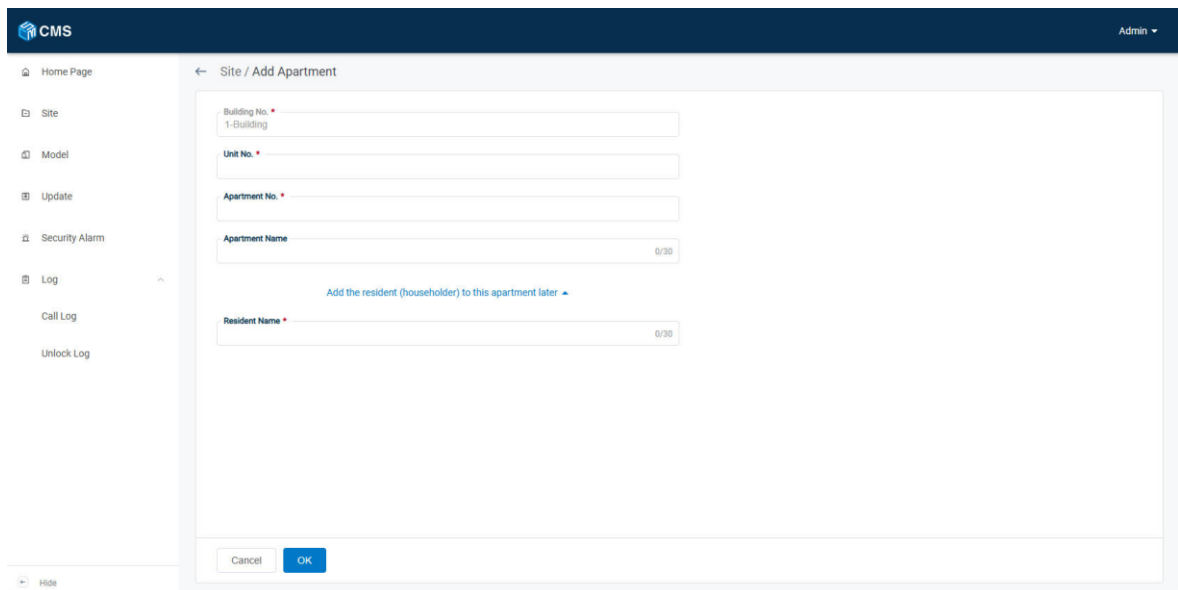 CMS
Admin
Home Page
Site / Add Apartment
Site
Building No. *
1-Building
Model
Unit No. *
Update
Apartment No. *
Security Alarm
Apartment Name
0/30
Log
Add the resident (householder) to this apartment later
Call Log
Resident Name *
0/30
Unlock Log
Cancel
OK
Hide